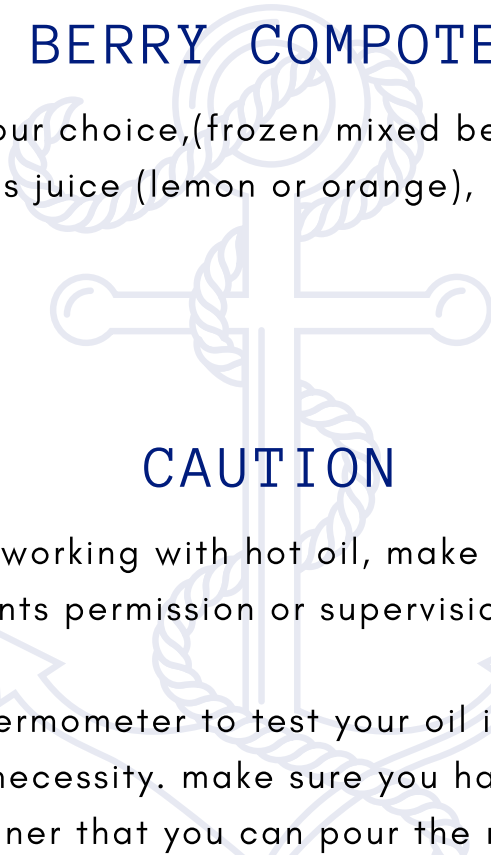 BERRY COMPOTE
our choice,(frozen mixed be
s juice (lemon or orange),
CAUTION
working with hot oil, make
nts permission or supervisio
ermometer to test your oil i
necessity. make sure you ha
ner that you can pour the